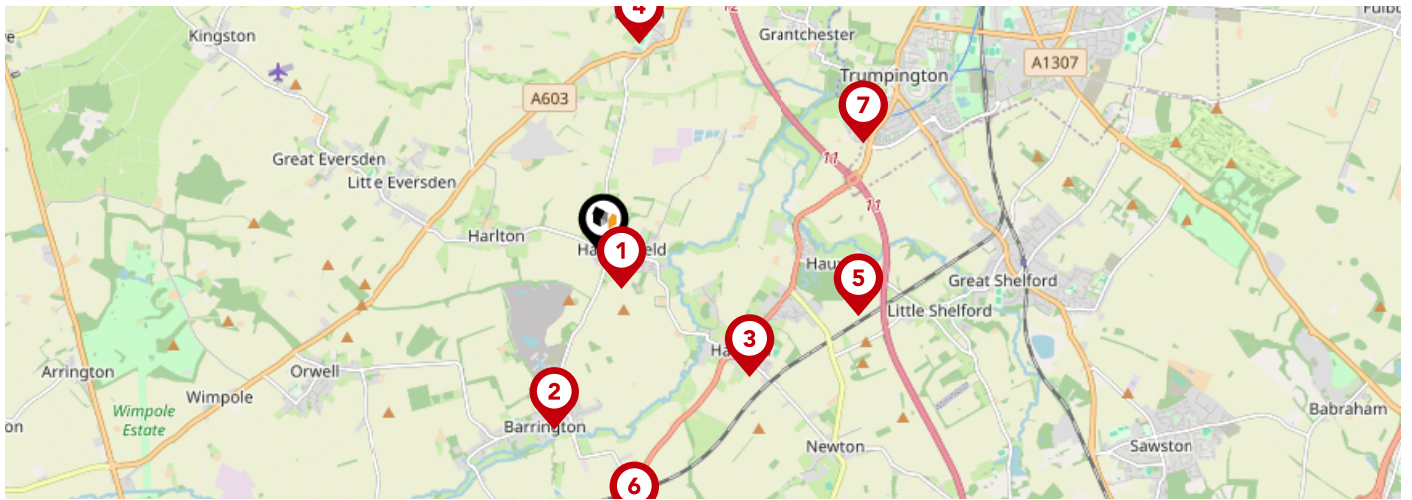 Kingston
4
12
Grantchester
A1307
Trumpington
A603
7
Great Eversden
11
Little Eversden
11
Harlton
1
5
Great Shelford
Little Shelford
3
Arrington
Orwell
2
Wimpole
Wimpole
Estate
Babraham
Barrington
Newton
Sawston
6